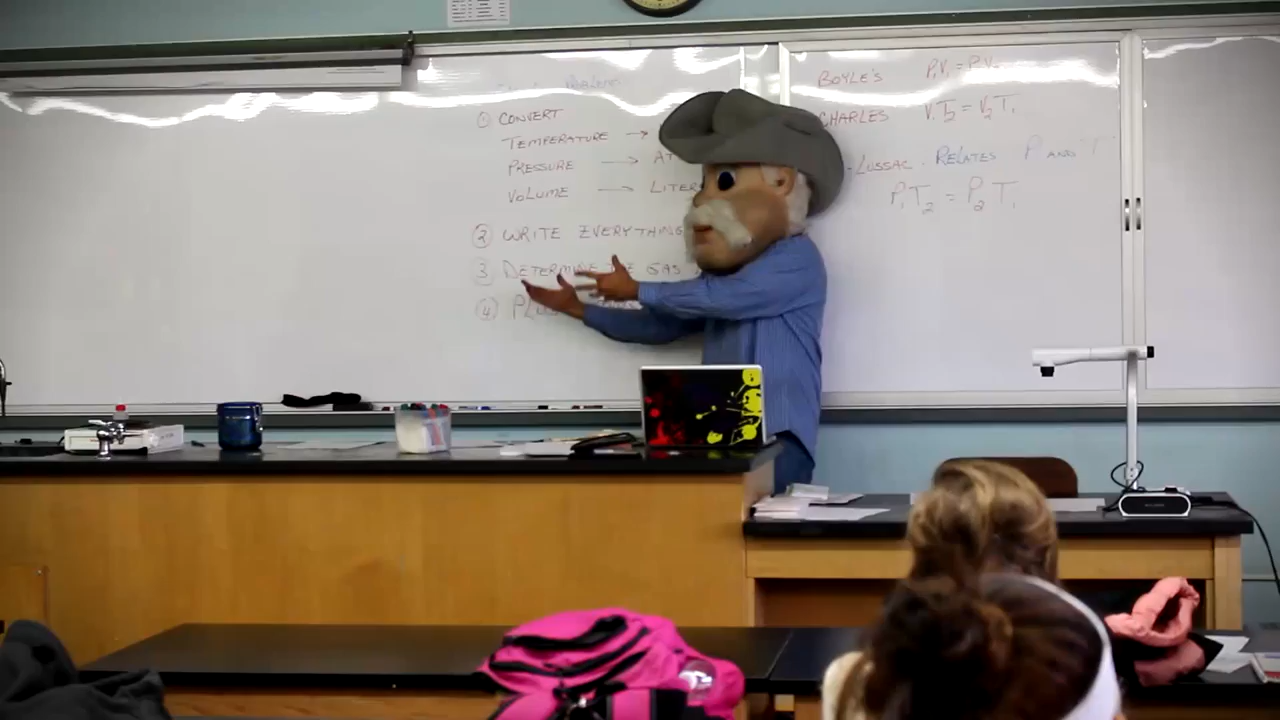 ① CONVERT
TEMPERATURE →
PRESSURE → AT
VOLUME → LITER
② WRITE EVERYTHING
③ DETERMINE THE GAS
④
BOYLE'S P₁V₁ = P₂V₂
CHARLES V₁T₂ = V₂T₁
-LUSSAC - RELATES P AND "T"
P₁T₂ = P₂T₁